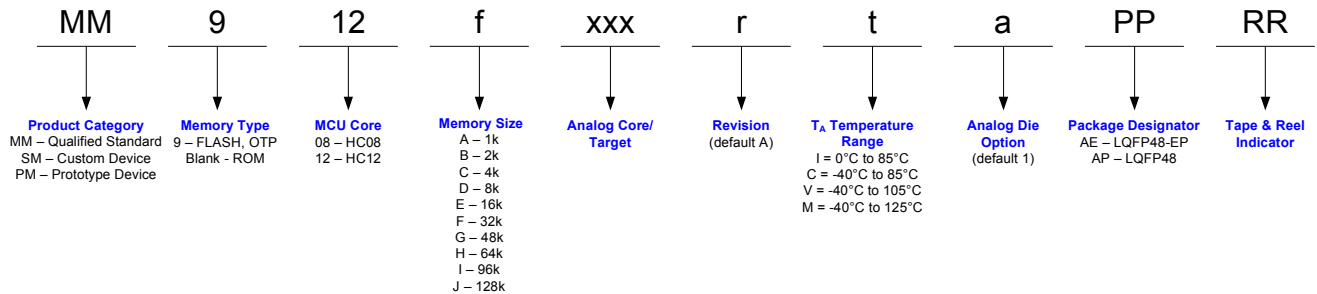 MM 9 12 f xxx r t a PP RR
Product Category
MM – Qualified Standard
SM – Custom Device
PM – Prototype Device
Memory Type
9 – FLASH, OTP
Blank - ROM
MCU Core
08 – HC08
12 – HC12
Memory Size
A – 1k
B – 2k
C – 4k
D – 8k
E – 16k
F – 32k
G – 48k
H – 64k
I – 96k
J – 128k
Analog Core/
Target
Revision
(default A)
TA Temperature
Range
I = 0°C to 85°C
C = -40°C to 85°C
V = -40°C to 105°C
M = -40°C to 125°C
Analog Die
Option
(default 1)
Package Designator
AE – LQFP48-EP
AP – LQFP48
Tape & Reel
Indicator